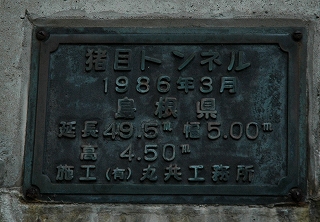 猪目トンネル
1986年3月
島根県
延長49.5m 幅5.00m
高 4.50m
施工(有)丸井工務所